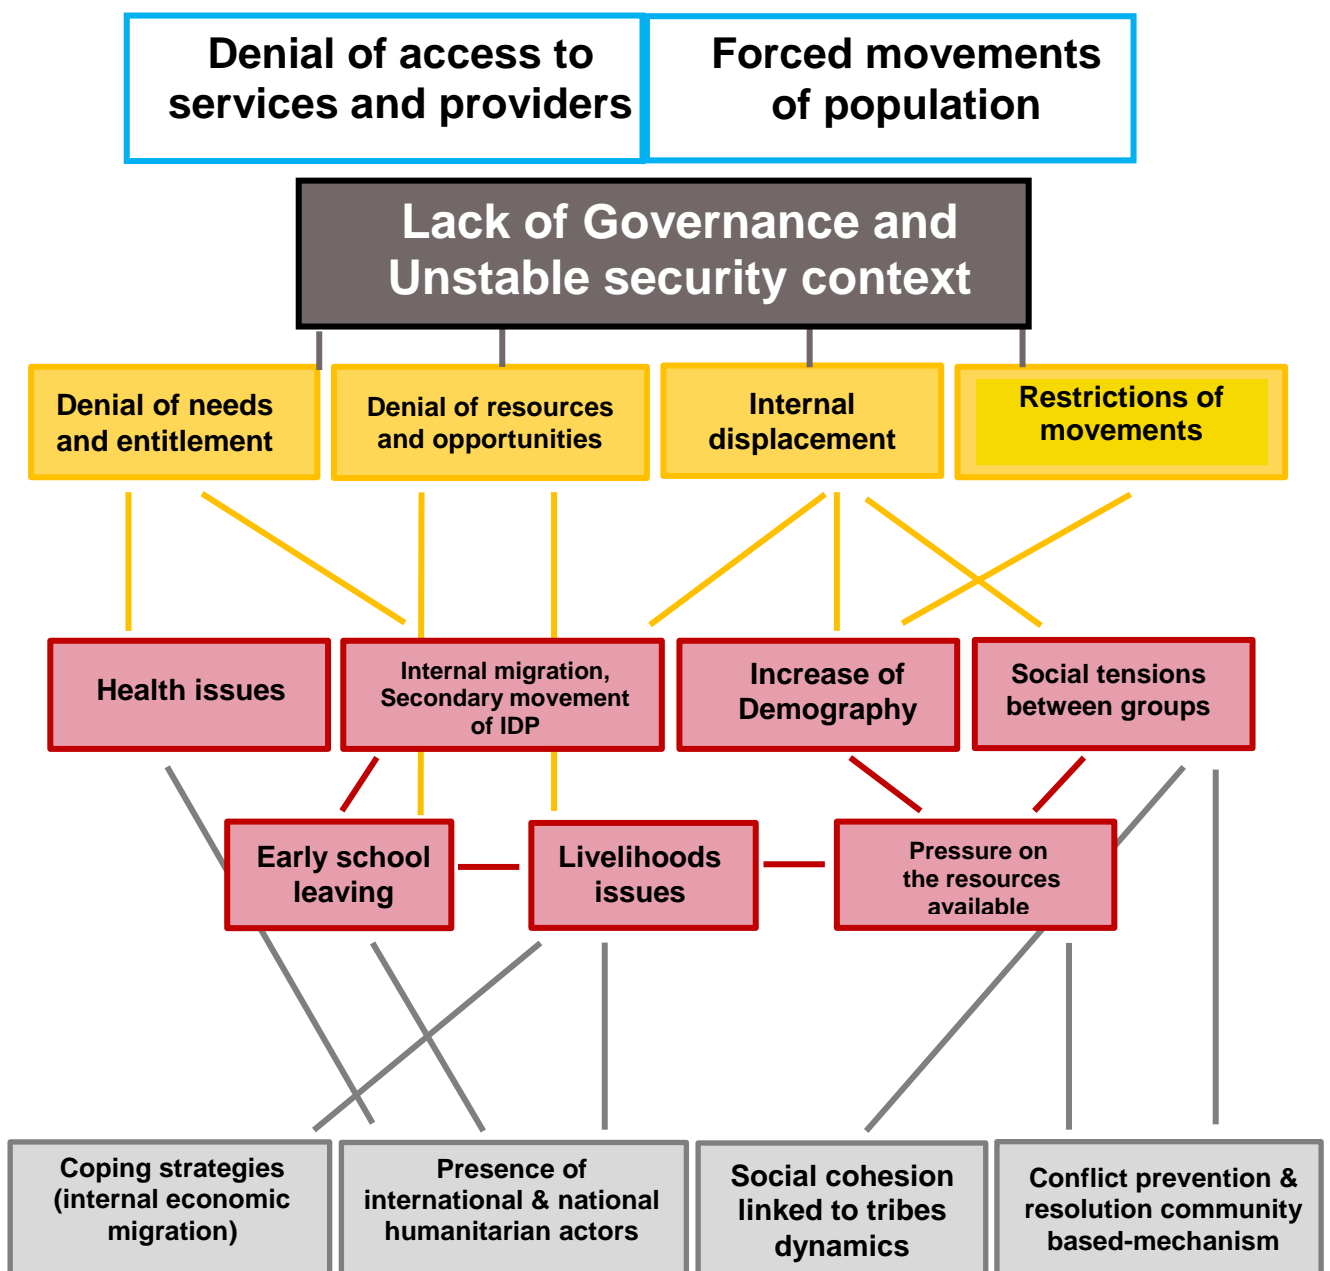 Denial of access to
services and providers
Forced movements
of population
Lack of Governance and
Unstable security context
Denial of needs
and entitlement
Denial of resources
and opportunities
Internal
displacement
Restrictions of
movements
Health issues
Internal migration,
Secondary movement
of IDP
Increase of
Demography
Social tensions
between groups
Early school
leaving
Livelihoods
issues
Pressure on
the resources
available
Coping strategies
(internal economic
migration)
Presence of
international & national
humanitarian actors
Social cohesion
linked to tribes
dynamics
Conflict prevention &
resolution community
based-mechanism